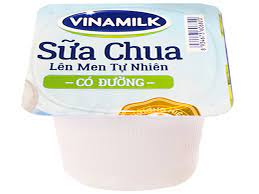 VINAMILK
Sữa Chua
Lên Men Tự Nhiên
CÓ ĐƯỜNG